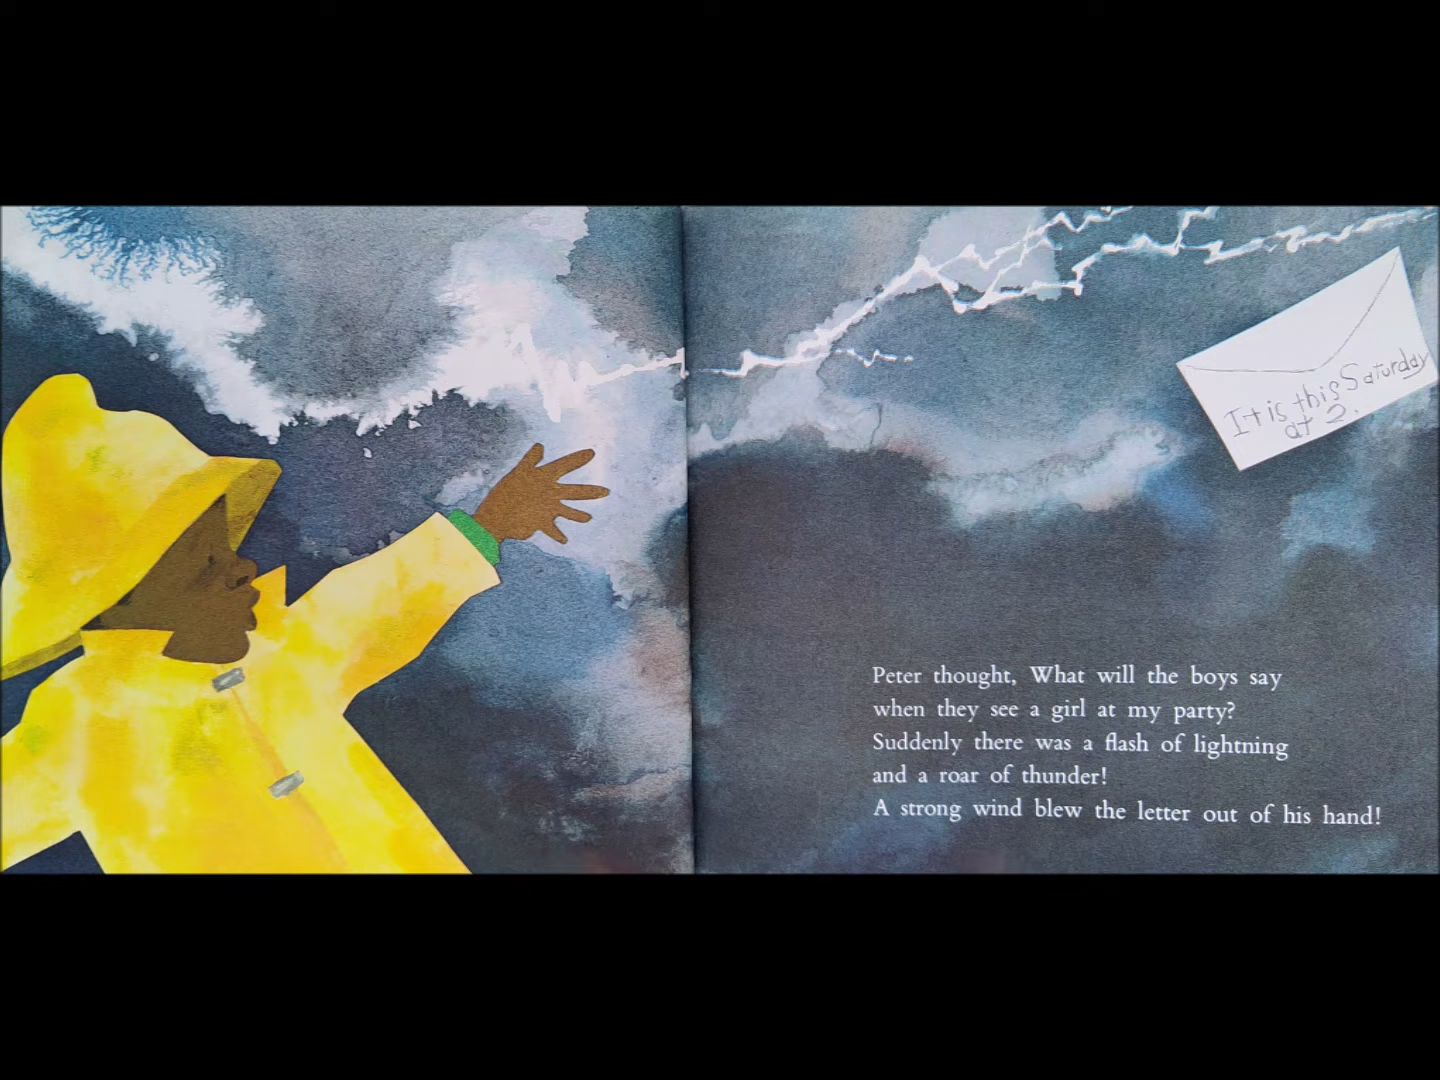 It is this Saturday
at 2.
Peter thought, What will the boys say
when they see a girl at my party?
Suddenly there was a flash of lightning
and a roar of thunder!
A strong wind blew the letter out of his hand!